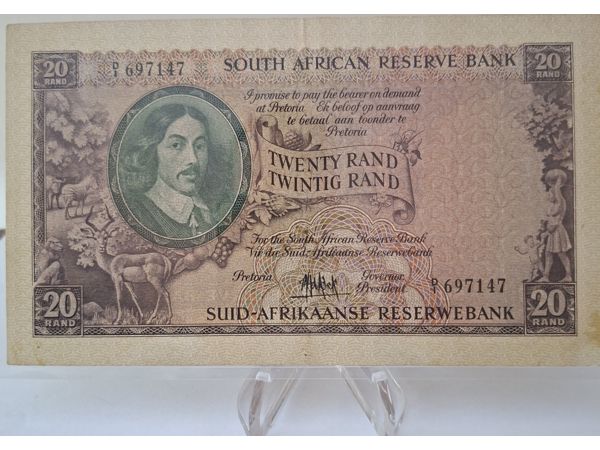 20 RAND
D/1 697147
SOUTH AFRICAN RESERVE BANK
20 RAND
I promise to pay the bearer on demand
at Pretoria Ek beloof op aanvraag
te betaal aan toonder te
Pretoria
TWENTY RAND
TWINTIG RAND
For the South African Reserve Bank
Vir die Suid-Afrikaanse Reserwebank
Pretoria
Governor
President
D/1 697147
20 RAND
SUID-AFRIKAANSE RESERWEBANK
20 RAND